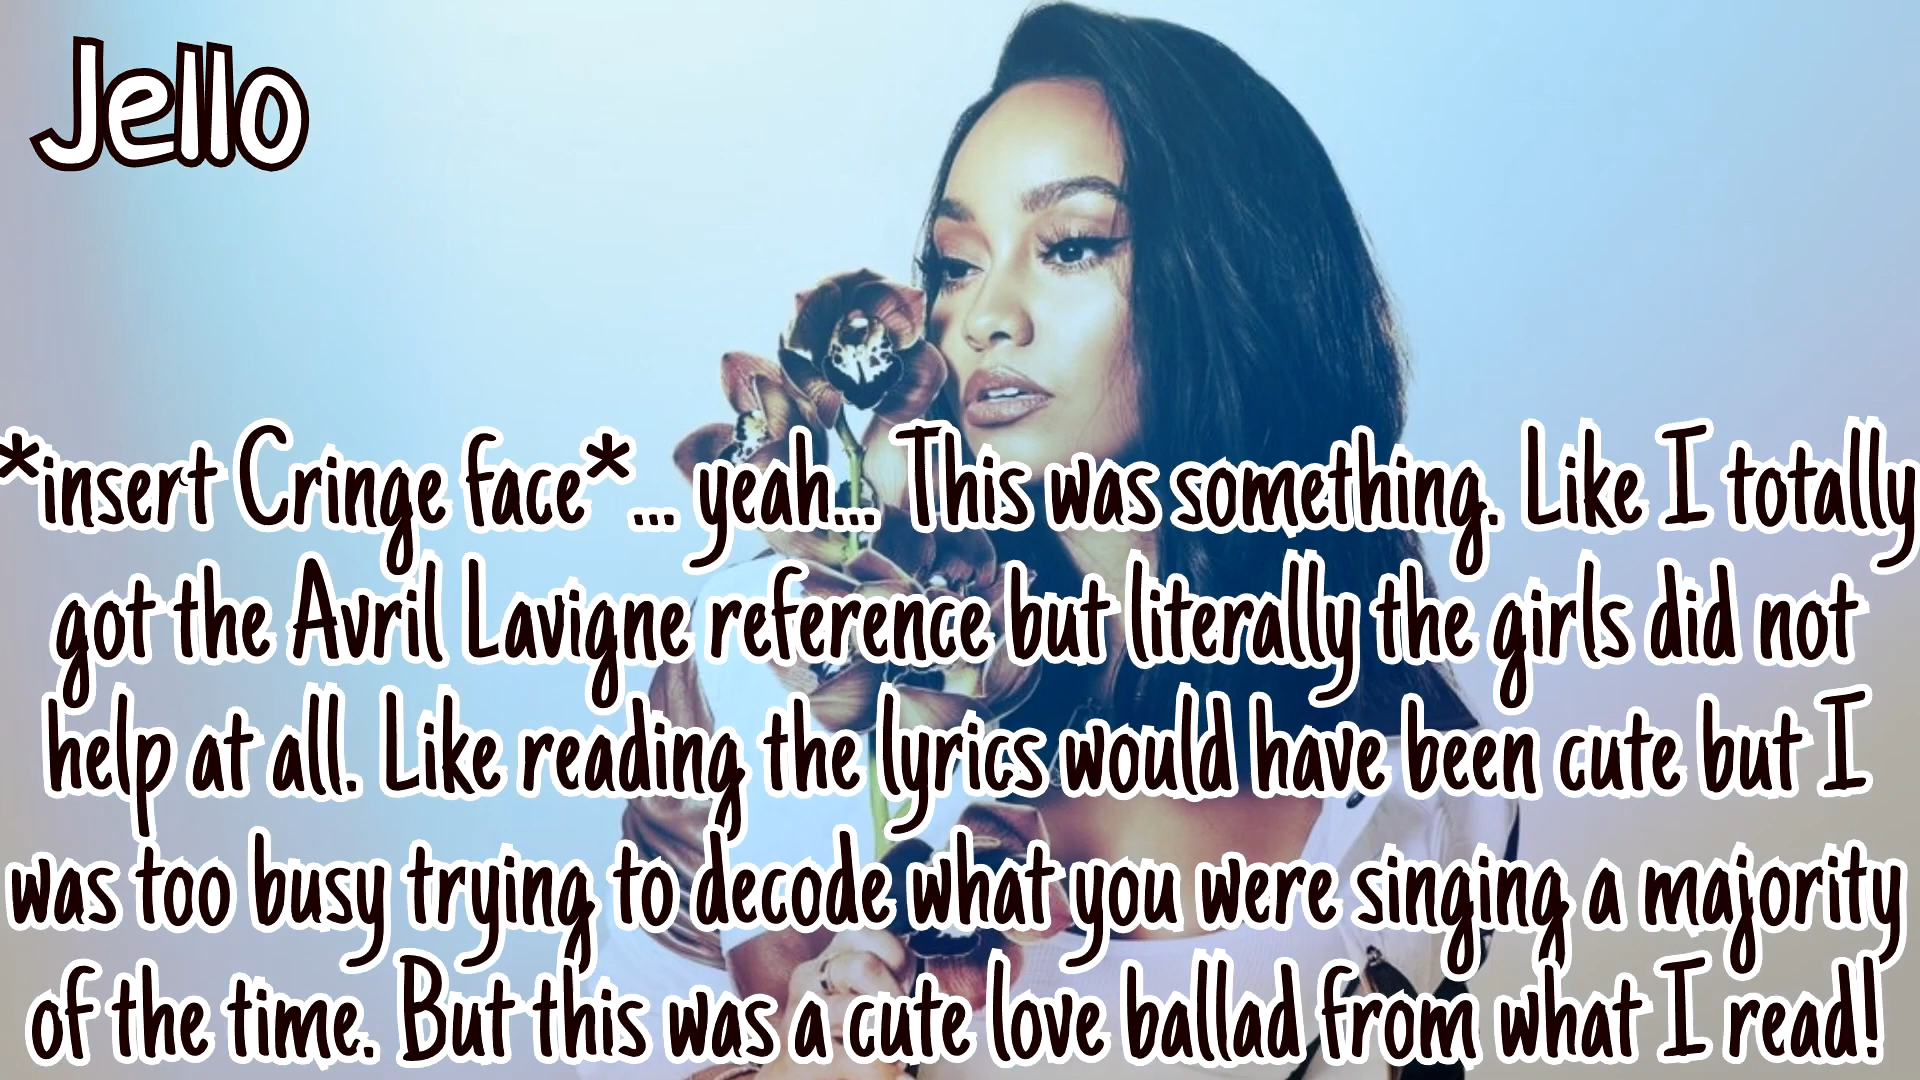 Jello
*insert Cringe face*... yeah... This was something. Like I totally
got the Avril Lavigne reference but literally the girls did not
help at all. Like reading the lyrics would have been cute but I
was too busy trying to decode what you were singing a majority
of the time. But this was a cute love ballad from what I read!